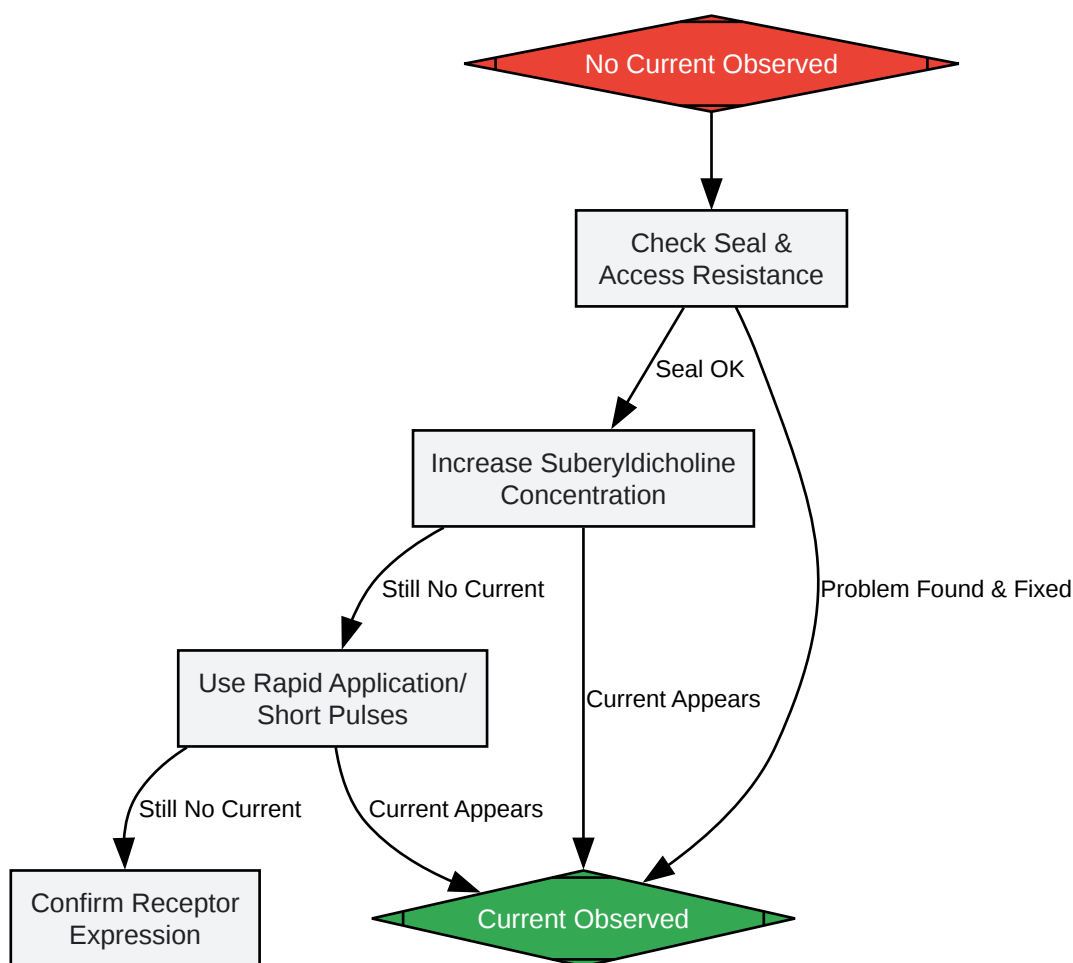 No Current Observed
Check Seal &
Access Resistance
Seal OK
Increase Suberyldicholine
Concentration
Still No Current
Problem Found & Fixed
Use Rapid Application/
Short Pulses
Current Appears
Still No Current
Current Appears
Confirm Receptor
Expression
Current Observed